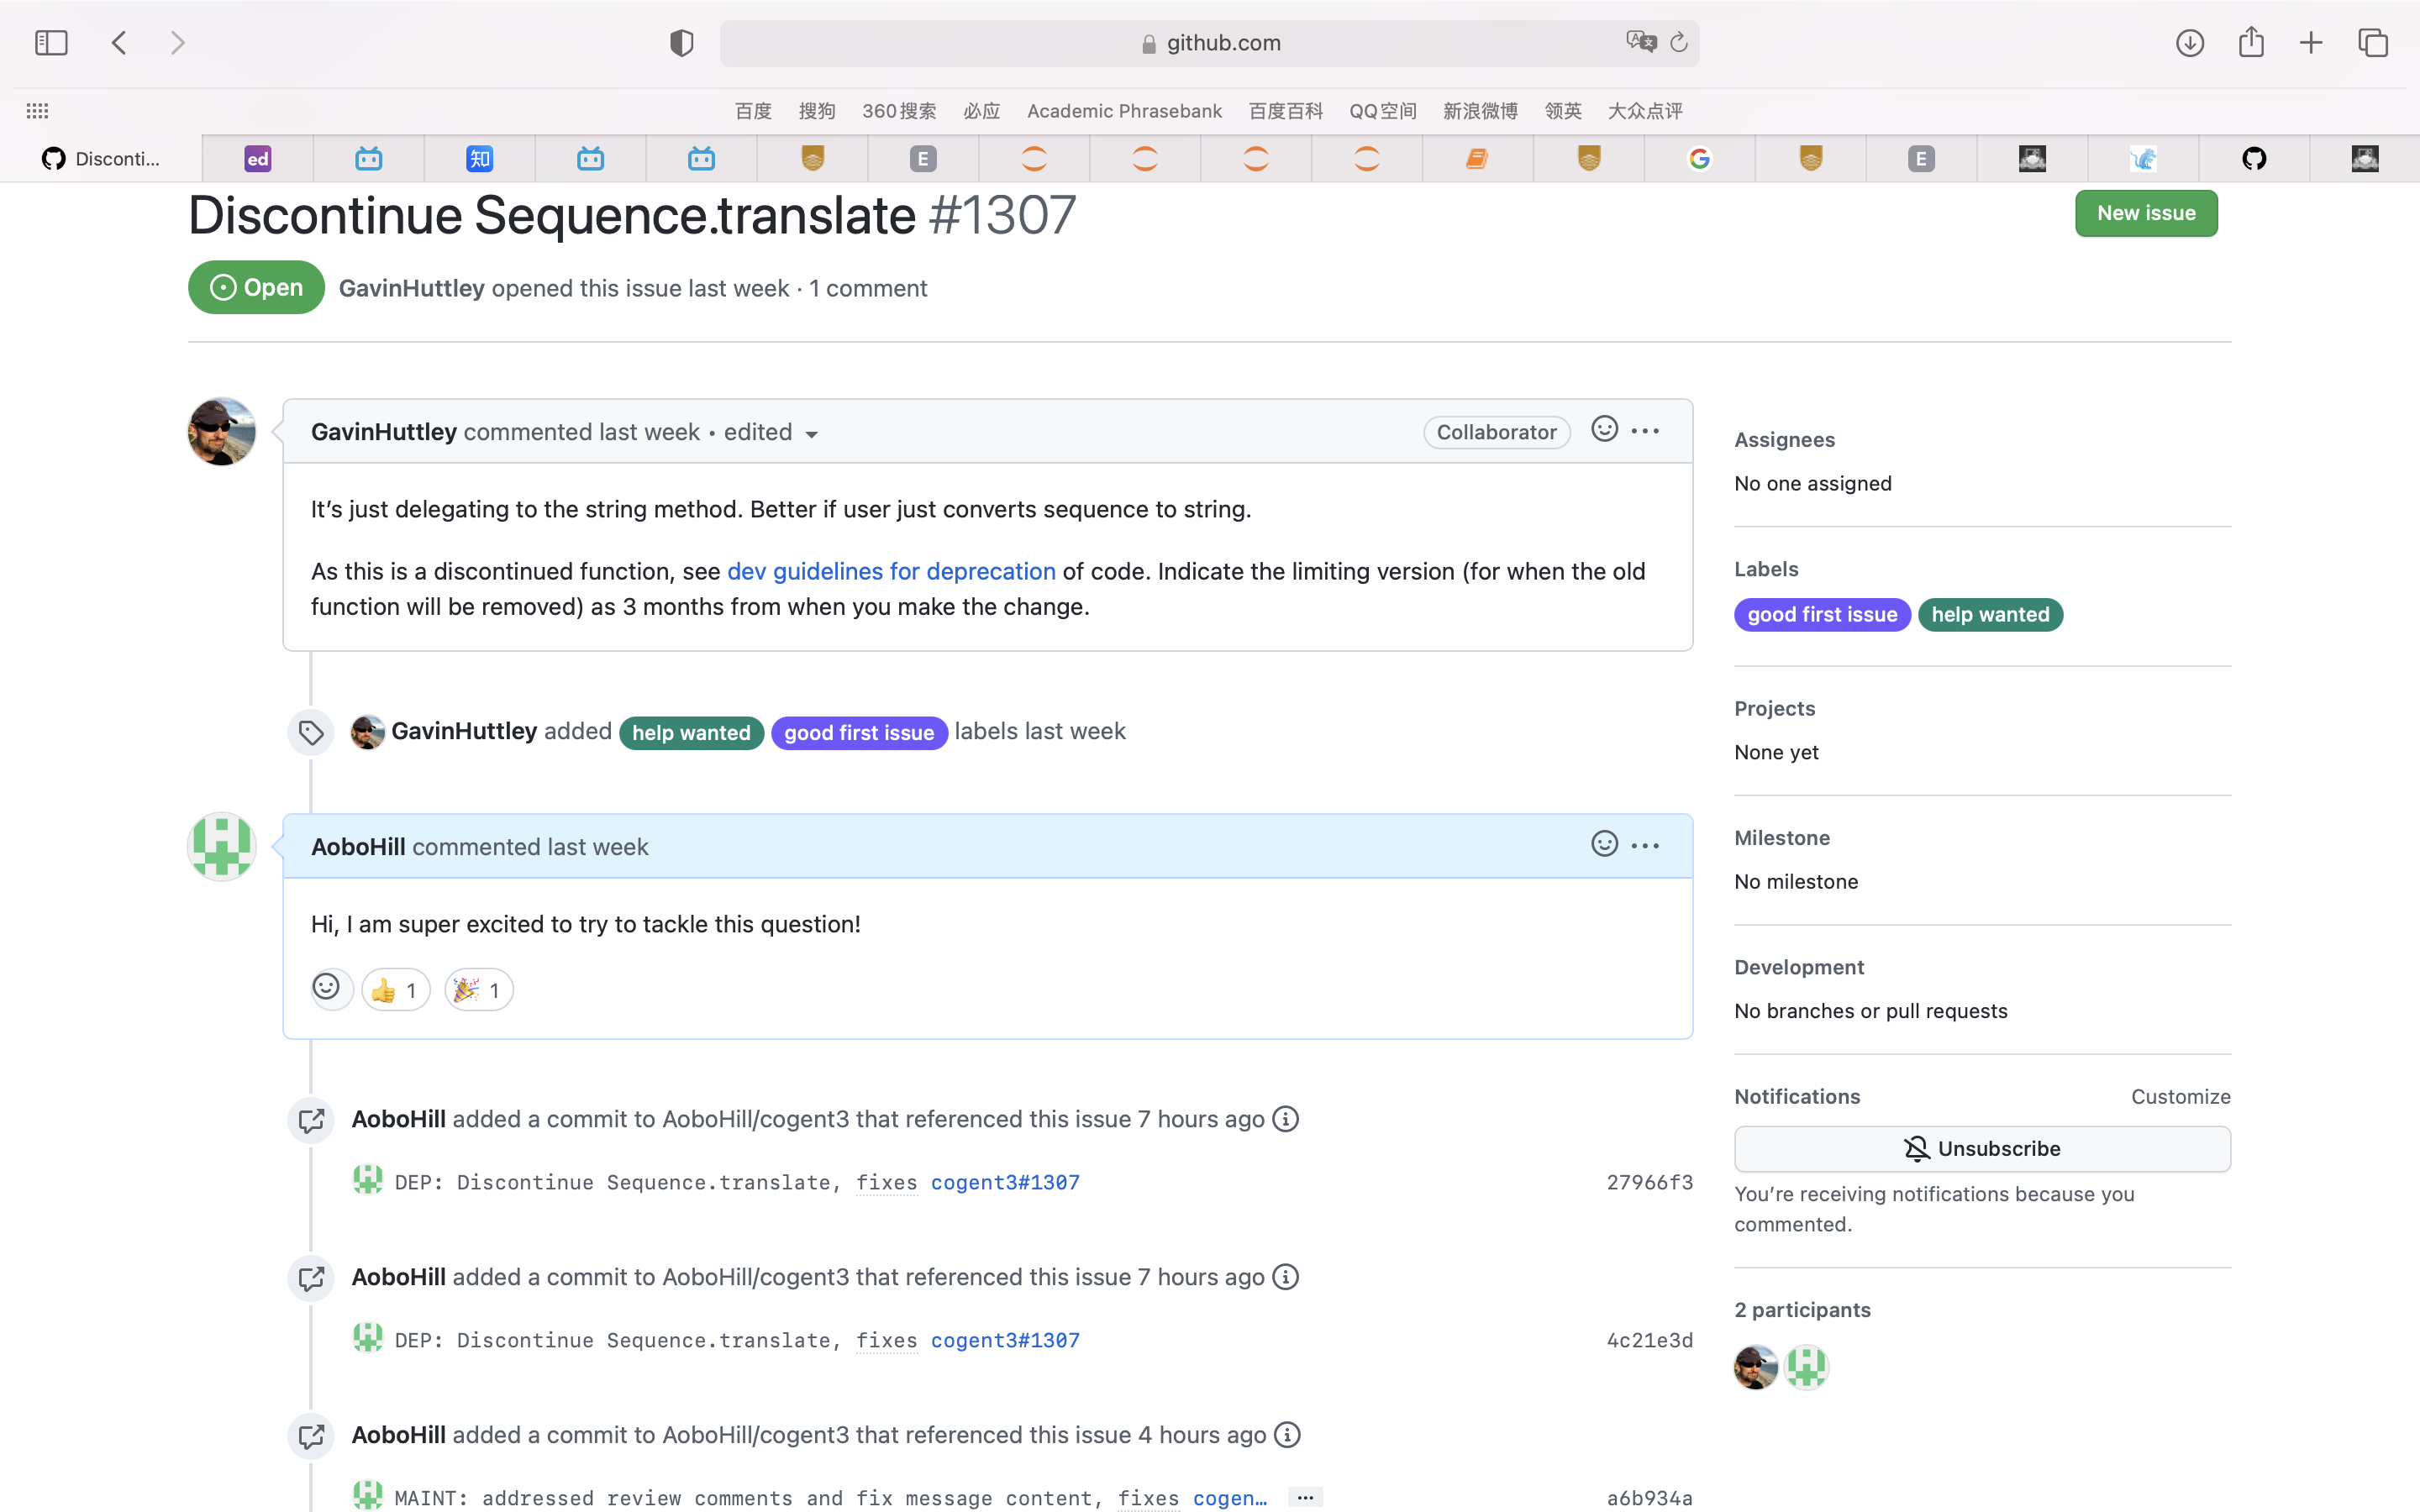 github.com
百度 搜狗 360搜索 必应 Academic Phrasebank 百度百科 QQ空间 新浪微博 领英 大众点评
Disconti... ed 知 E G E
Discontinue Sequence.translate #1307
New issue
Open GavinHuttley opened this issue last week · 1 comment
GavinHuttley commented last week • edited
Collaborator
It’s just delegating to the string method. Better if user just converts sequence to string.
As this is a discontinued function, see dev guidelines for deprecation of code. Indicate the limiting version (for when the old
function will be removed) as 3 months from when you make the change.
GavinHuttley added help wanted good first issue labels last week
AoboHill commented last week
Hi, I am super excited to try to tackle this question!
👍 1 🎉 1
AoboHill added a commit to AoboHill/cogent3 that referenced this issue 7 hours ago
DEP: Discontinue Sequence.translate, fixes cogent3#1307 27966f3
AoboHill added a commit to AoboHill/cogent3 that referenced this issue 7 hours ago
DEP: Discontinue Sequence.translate, fixes cogent3#1307 4c21e3d
AoboHill added a commit to AoboHill/cogent3 that referenced this issue 4 hours ago
MAINT: addressed review comments and fix message content, fixes cogen… … a6b934a
Assignees
No one assigned
Labels
good first issue help wanted
Projects
None yet
Milestone
No milestone
Development
No branches or pull requests
Notifications Customize
Unsubscribe
You’re receiving notifications because you
commented.
2 participants